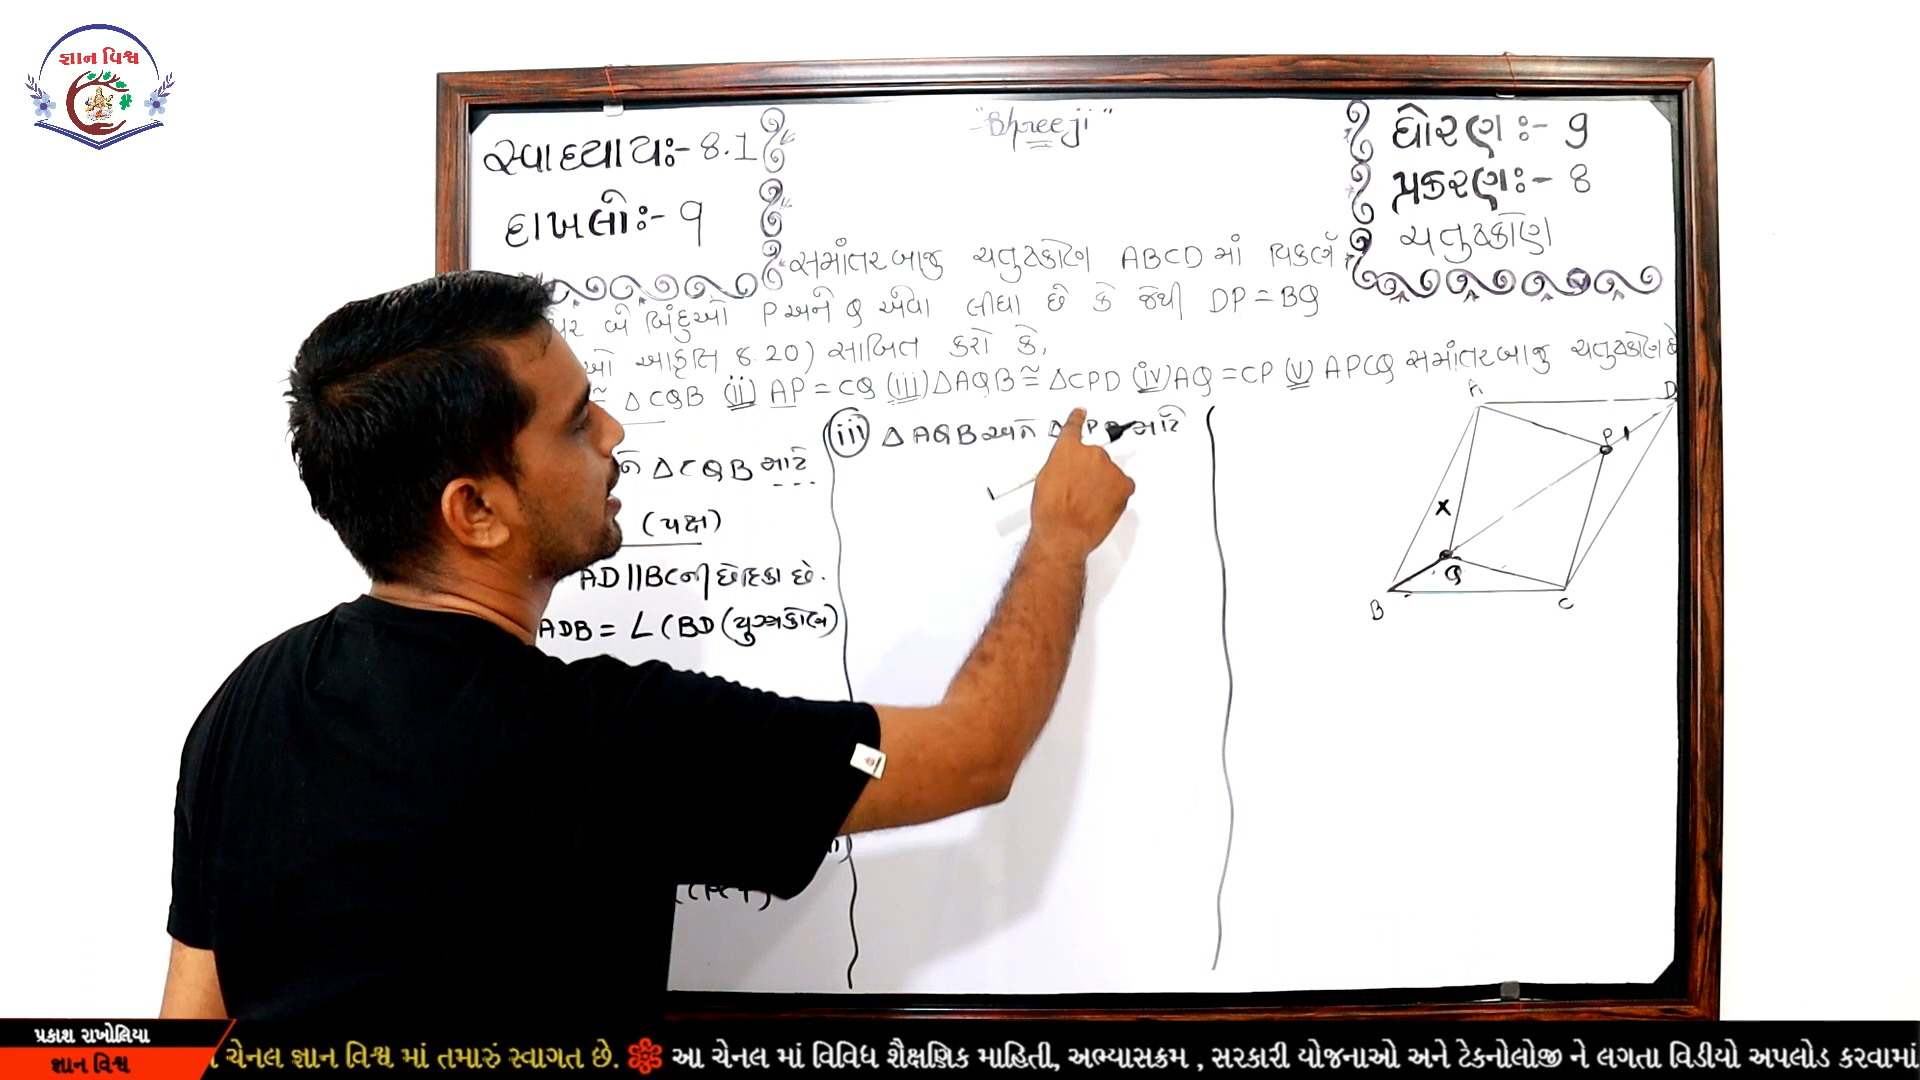 જ્ઞાન વિશ્વ
સ્વાધ્યાયઃ- 8.1
દાખલોઃ- ૧
"Shreeji"
ધોરણઃ- ૭
પ્રકરણઃ- 8
ચતુષ્કોણ
સમાંતરબાજુ ચતુષ્કોણ ABCD માં વિકર્ણ
પર બે બિંદુઓ P અને Q એવા લીધા છે કે જેથી DP = BQ
આકૃતિ 8.20) સાબિત કરો કે,
≅ △CQB (ii) AP = CQ (iii) △AQB ≅ △CPD (iv) AQ = CP (v) APCQ સમાંતરબાજુ ચતુષ્કોણ છે
△CQB માટે
(પક્ષ)
AD||BC ની છેદિકા છે.
ADB = ∠CBD (યુગ્મકોણ)
(iii) △AQB અને △ P માટે
A
D
P
X
Q
B
C
પ્રકાશ રાખોલિયા
જ્ઞાન વિશ્વ
ચેનલ જ્ઞાન વિશ્વ માં તમારું સ્વાગત છે. આ ચેનલ માં વિવિધ શૈક્ષણિક માહિતી, અભ્યાસક્રમ , સરકારી યોજનાઓ અને ટેકનોલોજી ને લગતા વિડીયો અપલોડ કરવામાં